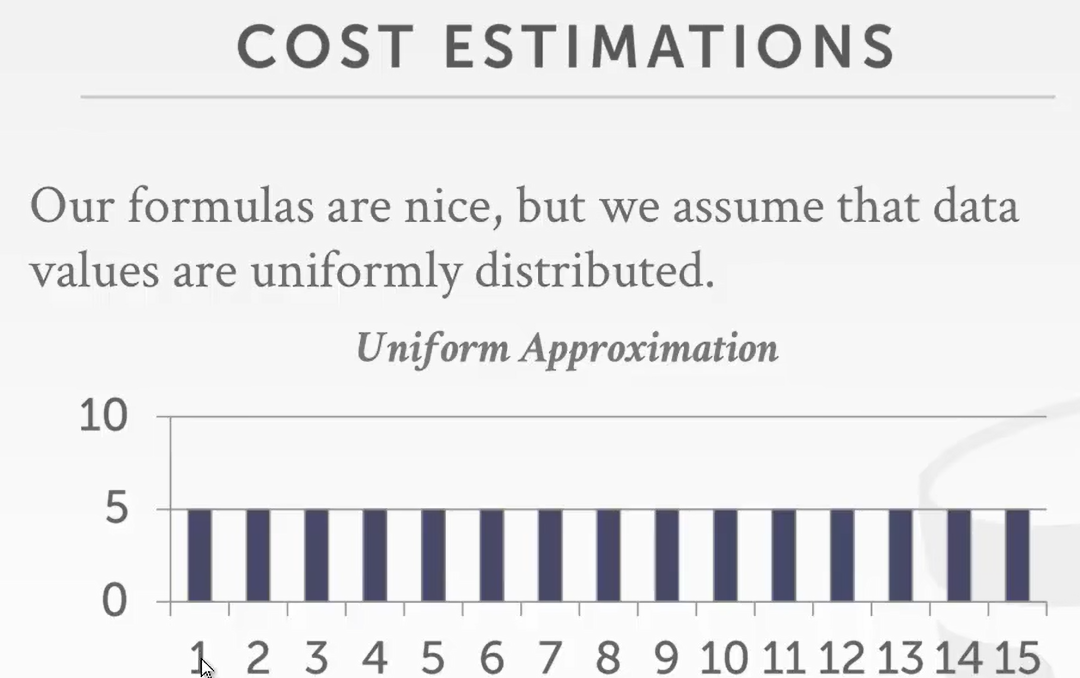 COST ESTIMATIONS
Our formulas are nice, but we assume that data
values are uniformly distributed.
Uniform Approximation
10
5
0
1 2 3 4 5 6 7 8 9 10 11 12 13 14 15